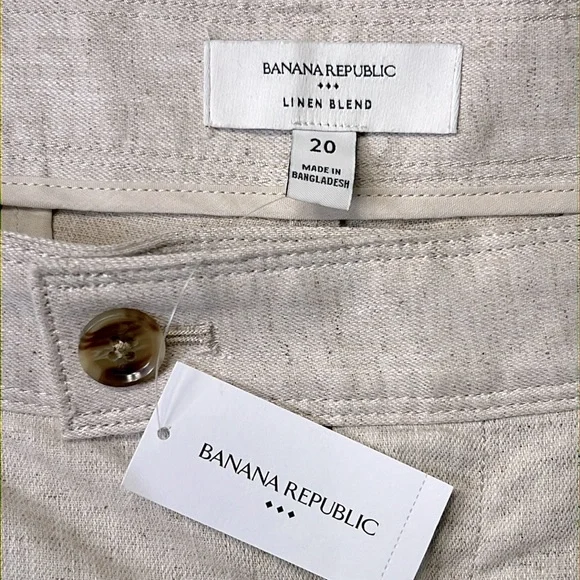 BANANA REPUBLIC
LINEN BLEND
20
MADE IN
BANGLADESH
BANANA REPUBLIC